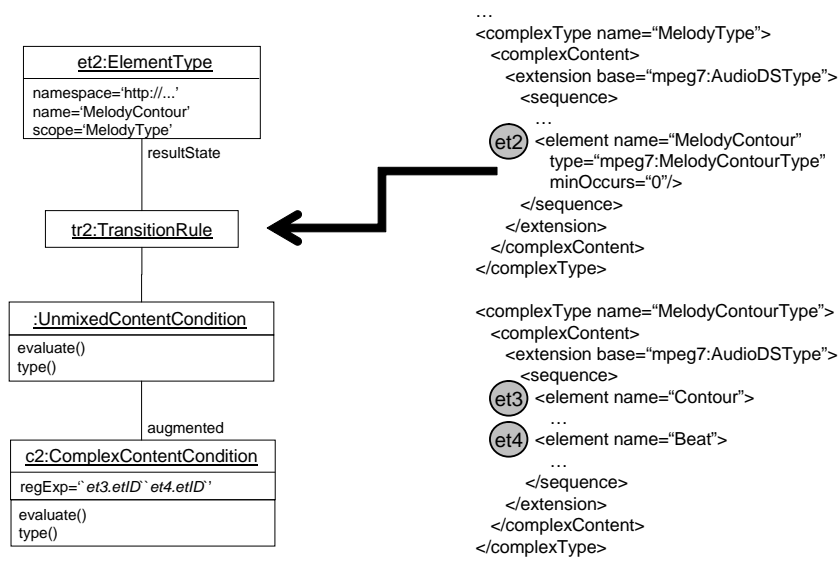 et2:ElementType
namespace='http://...'
name='MelodyContour'
scope='MelodyType'
resultState
tr2:TransitionRule
:UnmixedContentCondition
evaluate()
type()
augmented
c2:ComplexContentCondition
regExp='`et3.etID``et4.etID`'
evaluate()
type()
…
<complexType name=“MelodyType”>
<complexContent>
<extension base=“mpeg7:AudioDSType”>
<sequence>
…
et2 <element name=“MelodyContour”
type=“mpeg7:MelodyContourType”
minOccurs=“0”/>
</sequence>
</extension>
</complexContent>
</complexType>
<complexType name=“MelodyContourType”>
<complexContent>
<extension base=“mpeg7:AudioDSType”>
<sequence>
et3 <element name=“Contour”>
…
et4 <element name=“Beat”>
…
</sequence>
</extension>
</complexContent>
</complexType>